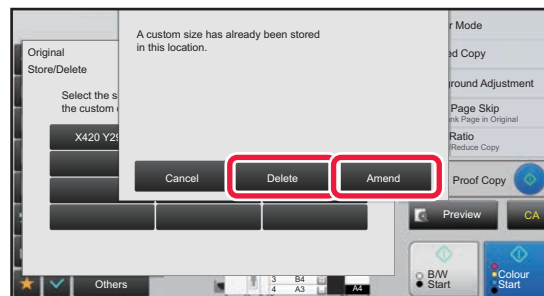 A custom size has already been stored
in this location.
Cancel
Delete
Amend
Original
Store/Delete
Select the s
the custom
X420 Y29
Others
3 B4
4 A3
A4
r Mode
ed Copy
round Adjustment
Page Skip
nk Page in Original
Ratio
/Reduce Copy
Proof Copy
Preview
CA
B/W
Start
Colour
Start